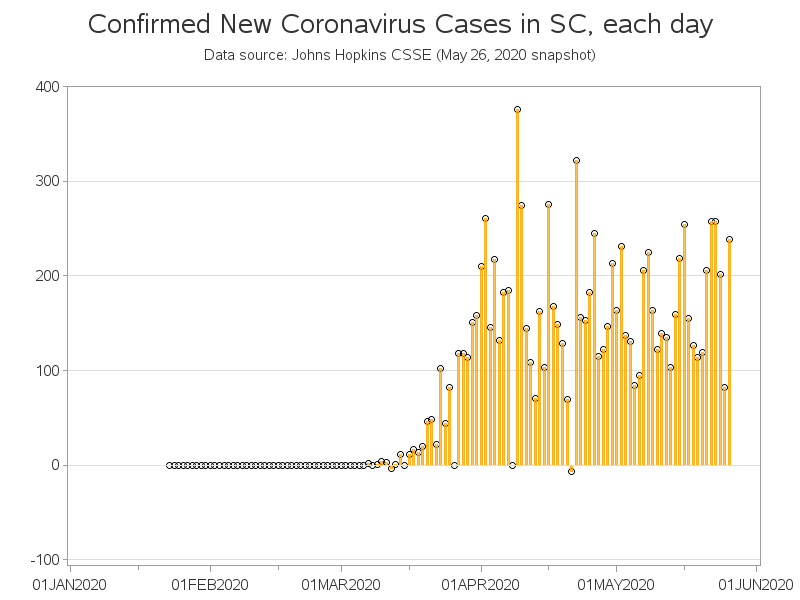 Confirmed New Coronavirus Cases in SC, each day
Data source: Johns Hopkins CSSE (May 26, 2020 snapshot)
400
300
200
100
0
-100
01JAN2020 01FEB2020 01MAR2020 01APR2020 01MAY2020 01JUN2020